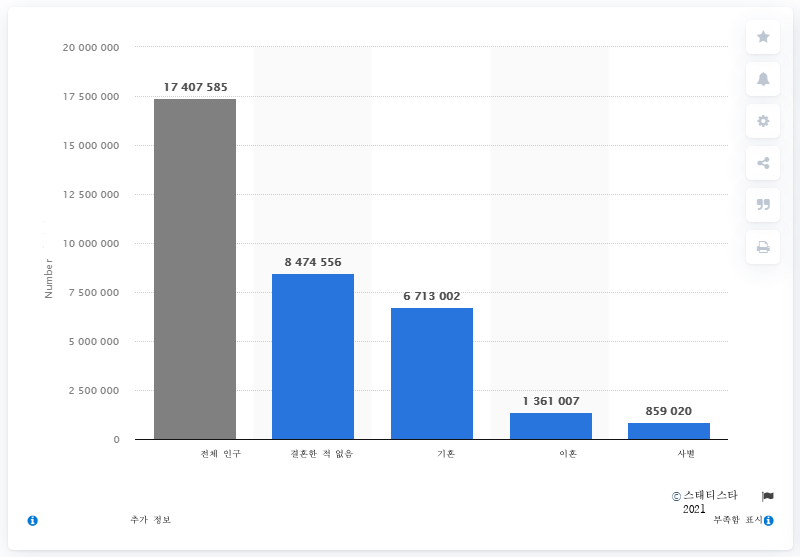 20 000 000
17 407 585
17 500 000
15 000 000
12 500 000
10 000 000
8 474 556
7 500 000
6 713 002
5 000 000
2 500 000
1 361 007
859 020
0
Number
전체 인구
결혼한 적 없음
기혼
이혼
사별
© 스태티스타 2021
추가 정보
부족함 표시